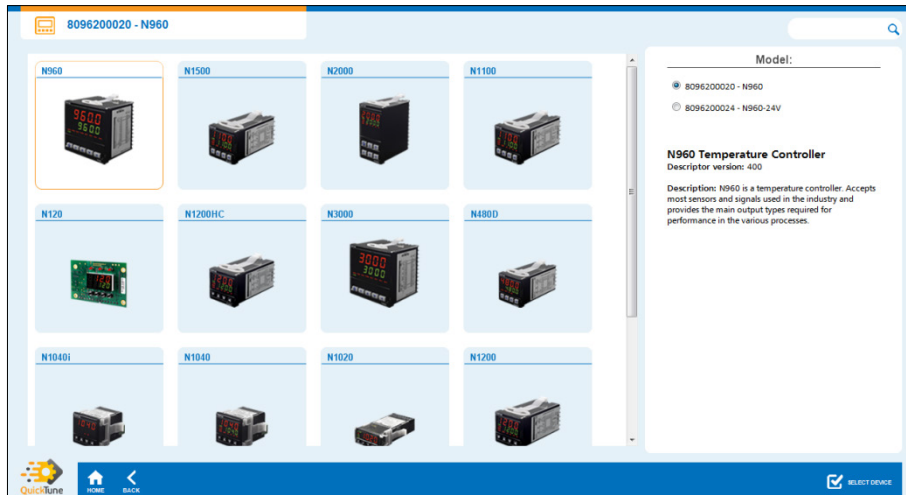 8096200020 - N960
N960
N1500
N2000
N1100
N120
N1200HC
N3000
N480D
N1040i
N1040
N1020
N1200
Model:
8096200020 - N960
8096200024 - N960-24V
N960 Temperature Controller
Descriptor version: 400
Description: N960 is a temperature controller. Accepts
most sensors and signals used in the industry and
provides the main output types required for
performance in the various processes.
QuickTune
HOME
BACK
SELECT DEVICE